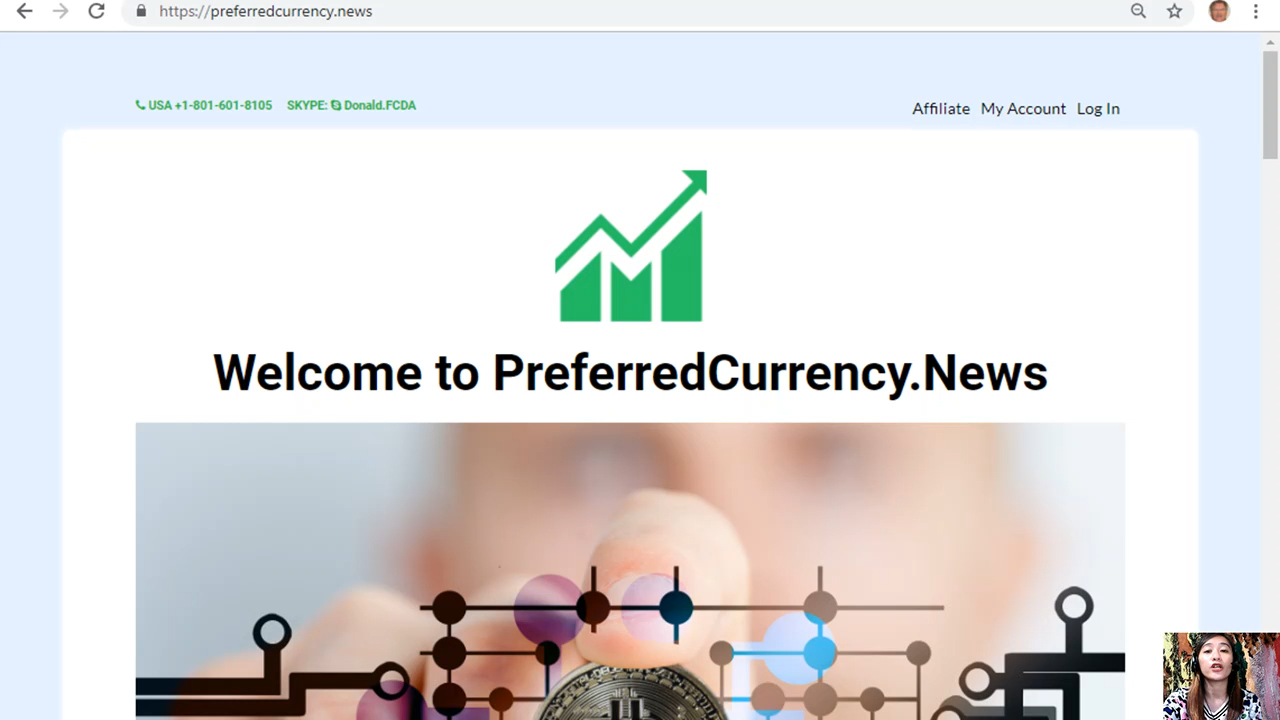 https://preferredcurrency.news
USA +1-801-601-8105 SKYPE: Donald.FCDA
Affiliate My Account Log In
Welcome to PreferredCurrency.News